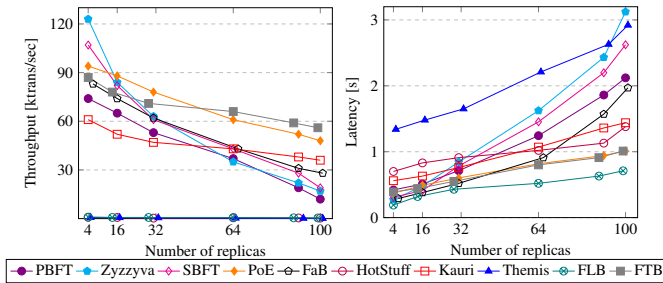 Throughput [ktrans/sec]
120
90
60
30
4 16 32 64 100
Number of replicas
Latency [s]
3
2
1
0
4 16 32 64 100
Number of replicas
PBFT Zyzzyva SBFT PoE FaB HotStuff Kauri Themis FLB FTB